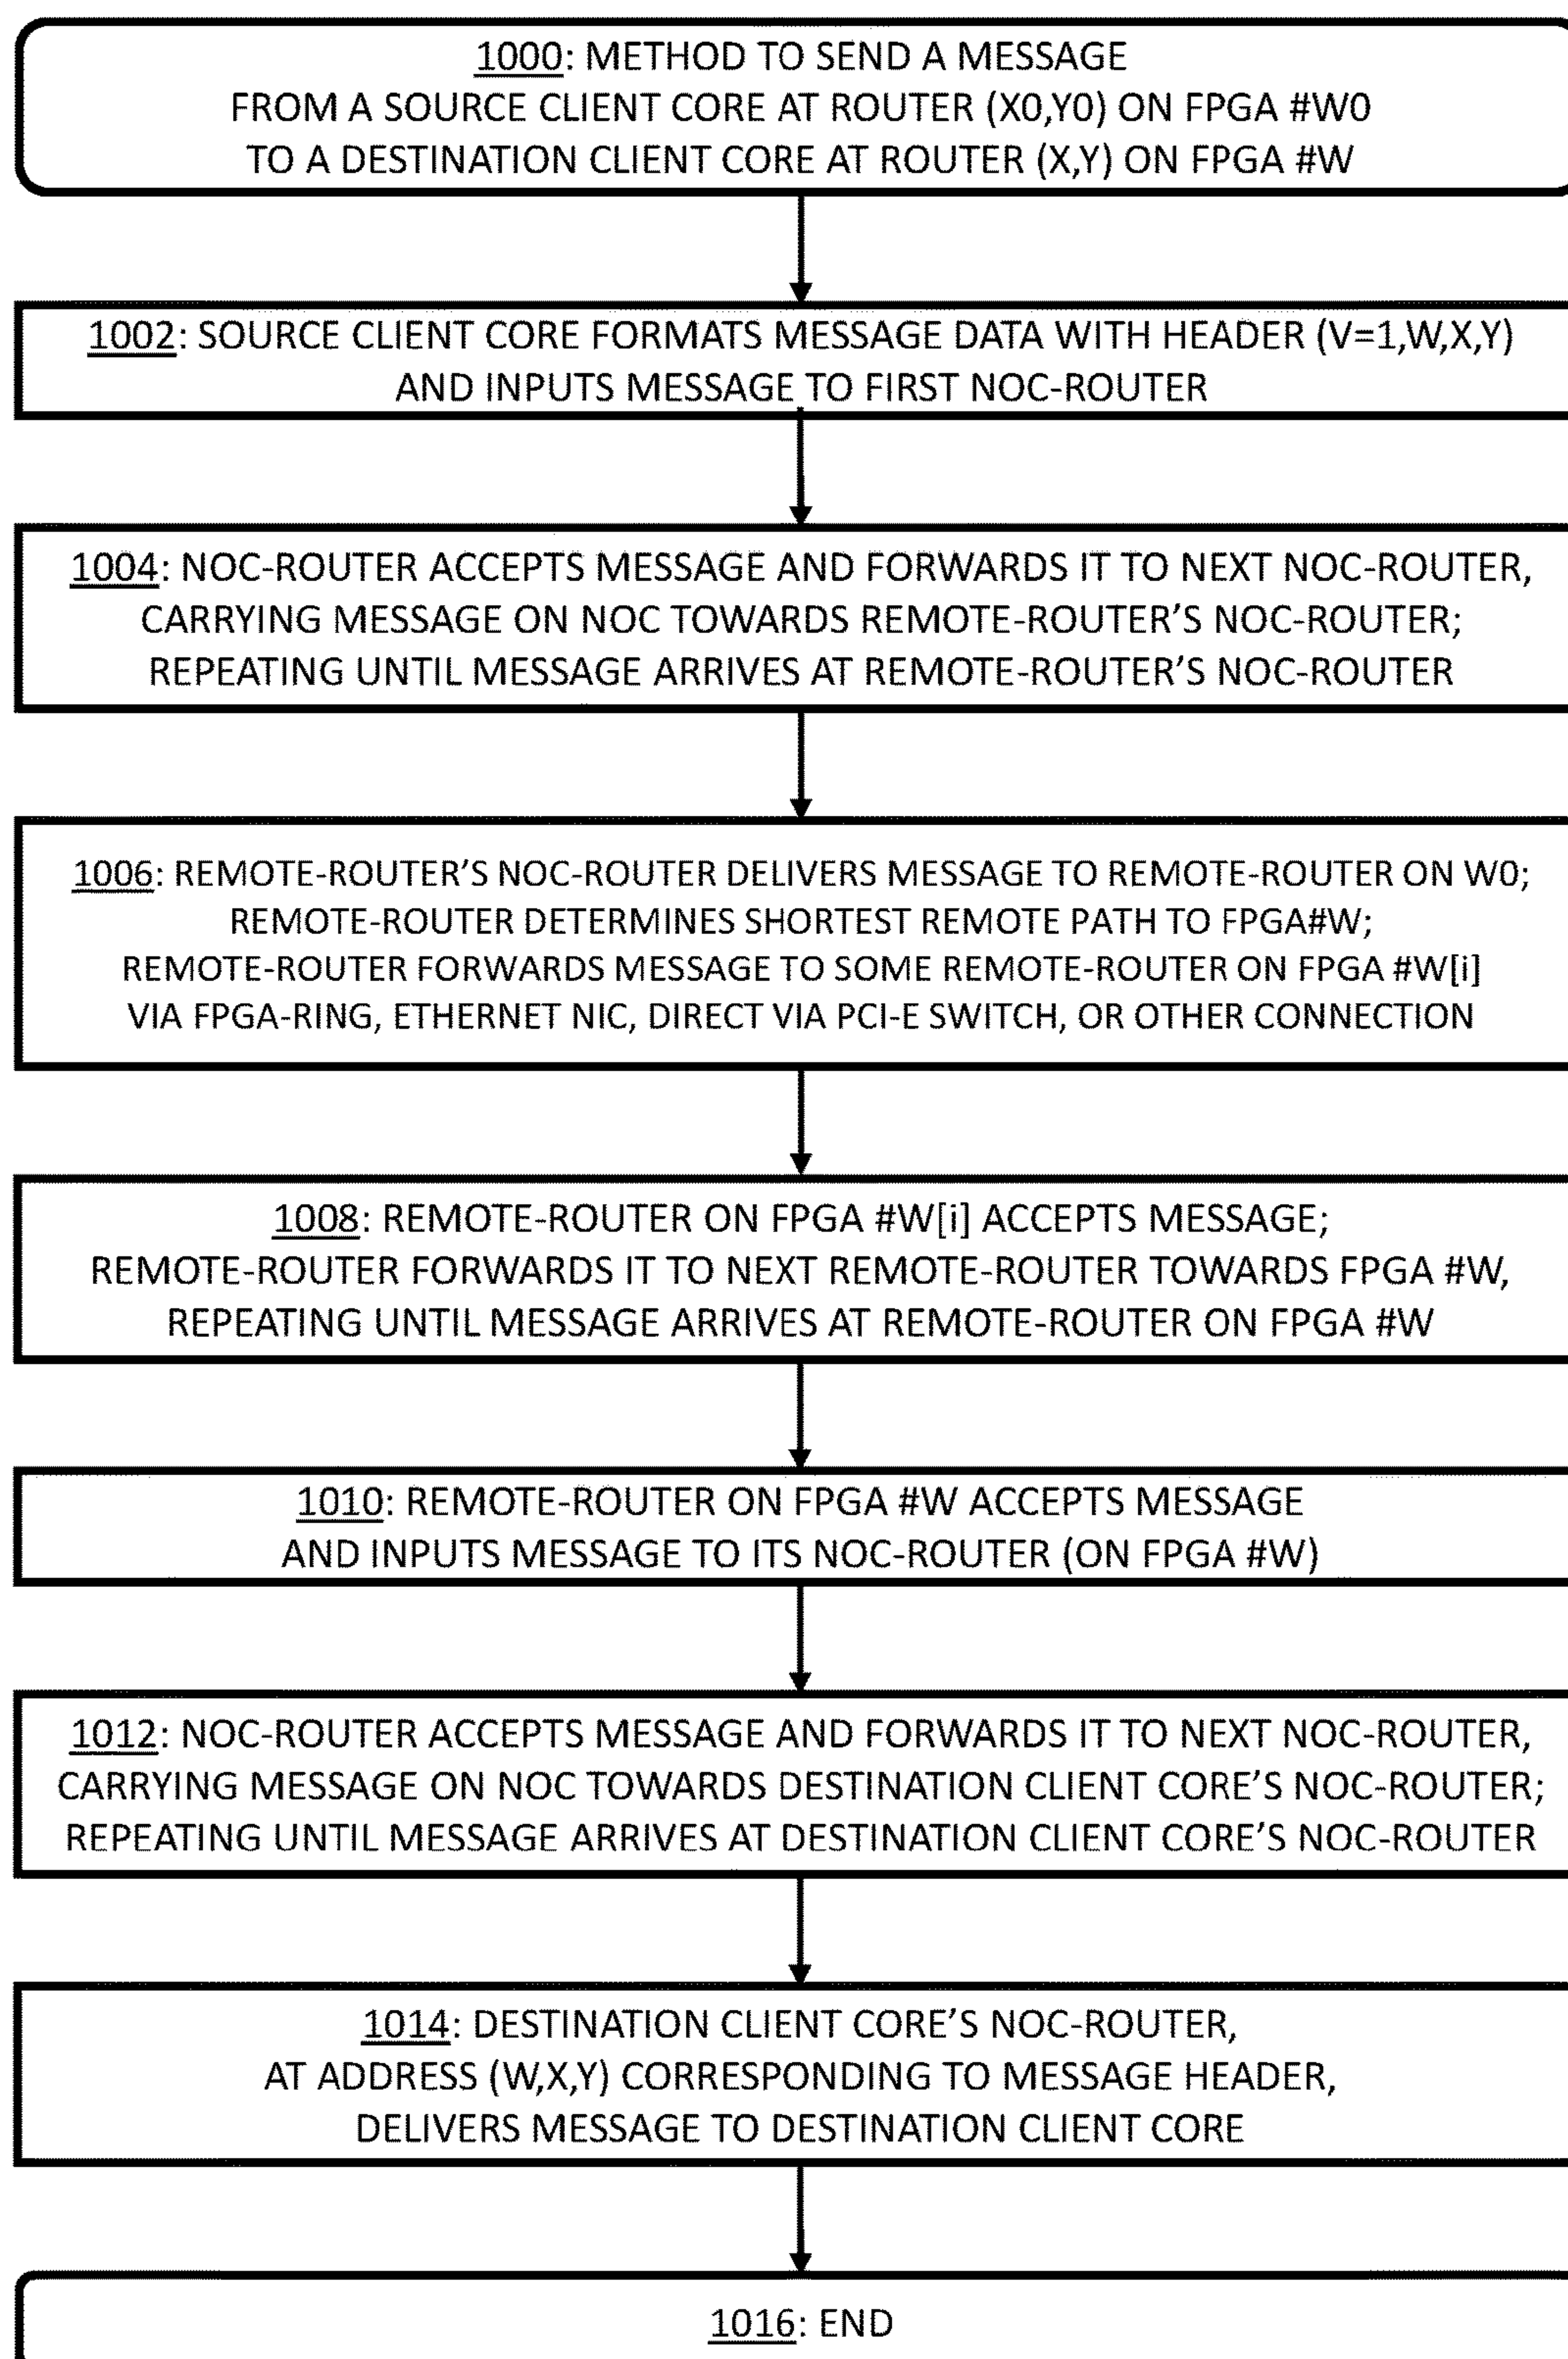 1000: METHOD TO SEND A MESSAGE
FROM A SOURCE CLIENT CORE AT ROUTER (X0,Y0) ON FPGA #W0
TO A DESTINATION CLIENT CORE AT ROUTER (X,Y) ON FPGA #W
1002: SOURCE CLIENT CORE FORMATS MESSAGE DATA WITH HEADER (V=1,W,X,Y)
AND INPUTS MESSAGE TO FIRST NOC-ROUTER
1004: NOC-ROUTER ACCEPTS MESSAGE AND FORWARDS IT TO NEXT NOC-ROUTER,
CARRYING MESSAGE ON NOC TOWARDS REMOTE-ROUTER'S NOC-ROUTER;
REPEATING UNTIL MESSAGE ARRIVES AT REMOTE-ROUTER'S NOC-ROUTER
1006: REMOTE-ROUTER'S NOC-ROUTER DELIVERS MESSAGE TO REMOTE-ROUTER ON W0;
REMOTE-ROUTER DETERMINES SHORTEST REMOTE PATH TO FPGA#W;
REMOTE-ROUTER FORWARDS MESSAGE TO SOME REMOTE-ROUTER ON FPGA #W[i]
VIA FPGA-RING, ETHERNET NIC, DIRECT VIA PCI-E SWITCH, OR OTHER CONNECTION
1008: REMOTE-ROUTER ON FPGA #W[i] ACCEPTS MESSAGE;
REMOTE-ROUTER FORWARDS IT TO NEXT REMOTE-ROUTER TOWARDS FPGA #W,
REPEATING UNTIL MESSAGE ARRIVES AT REMOTE-ROUTER ON FPGA #W
1010: REMOTE-ROUTER ON FPGA #W ACCEPTS MESSAGE
AND INPUTS MESSAGE TO ITS NOC-ROUTER (ON FPGA #W)
1012: NOC-ROUTER ACCEPTS MESSAGE AND FORWARDS IT TO NEXT NOC-ROUTER,
CARRYING MESSAGE ON NOC TOWARDS DESTINATION CLIENT CORE'S NOC-ROUTER;
REPEATING UNTIL MESSAGE ARRIVES AT DESTINATION CLIENT CORE'S NOC-ROUTER
1014: DESTINATION CLIENT CORE'S NOC-ROUTER,
AT ADDRESS (W,X,Y) CORRESPONDING TO MESSAGE HEADER,
DELIVERS MESSAGE TO DESTINATION CLIENT CORE
1016: END